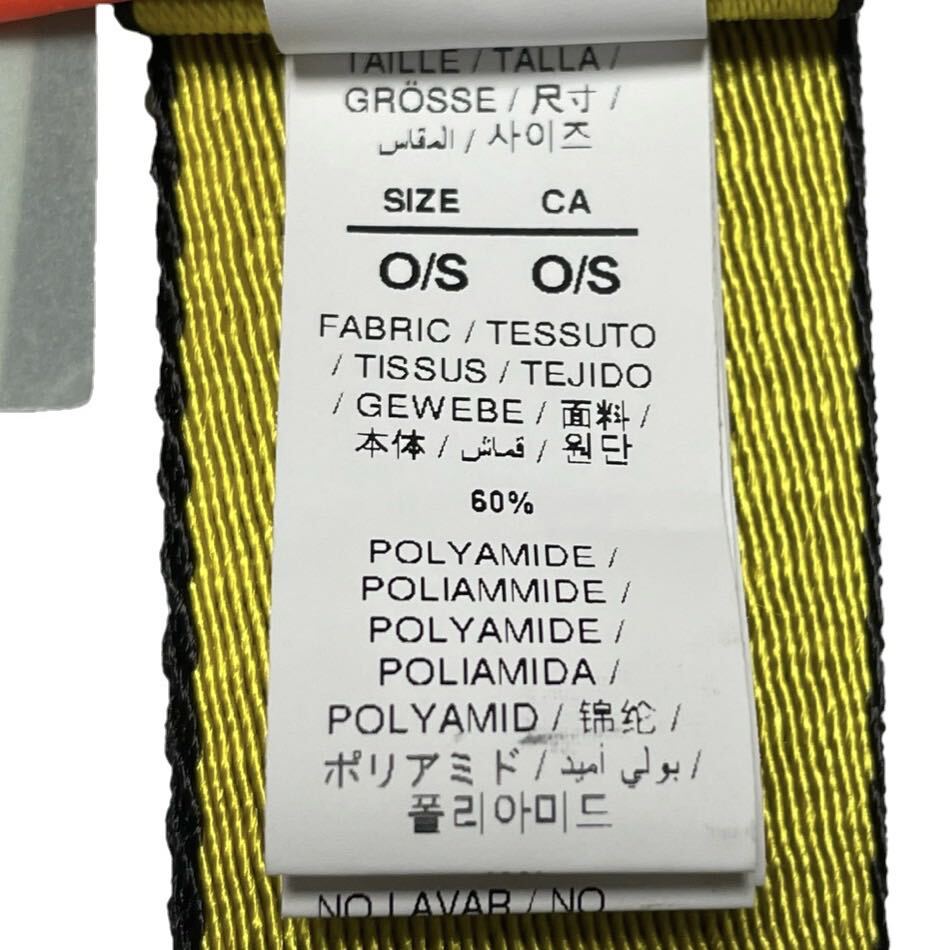 TAILLE / TALLA /
GRÖSSE / 尺寸 /
المقاس / 사이즈
SIZE CA
O/S O/S
FABRIC / TESSUTO
/ TISSUS / TEJIDO
/ GEWEBE / 面料 /
本体 / قماش / 원단
60%
POLYAMIDE /
POLIAMMIDE /
POLYAMIDE /
POLIAMIDA /
POLYAMID / 锦纶 /
ポリアミド / بولي أميد /
폴리아미드
NO LAVAR / NO